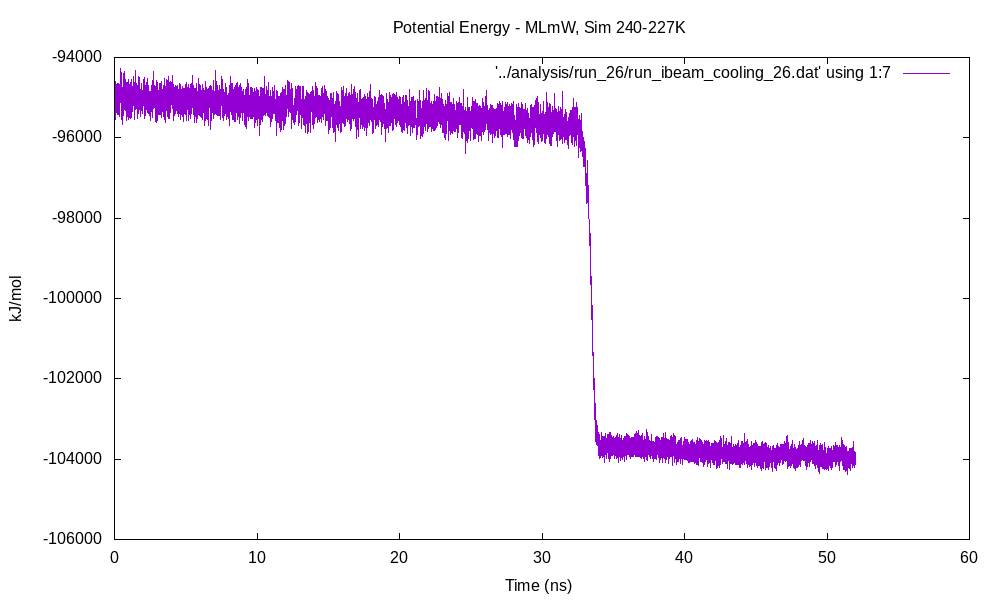 Potential Energy - MLmW, Sim 240-227K
'../analysis/run_26/run_ibeam_cooling_26.dat' using 1:7
-94000
-96000
-98000
-100000
-102000
-104000
-106000
kJ/mol
0 10 20 30 40 50 60
Time (ns)